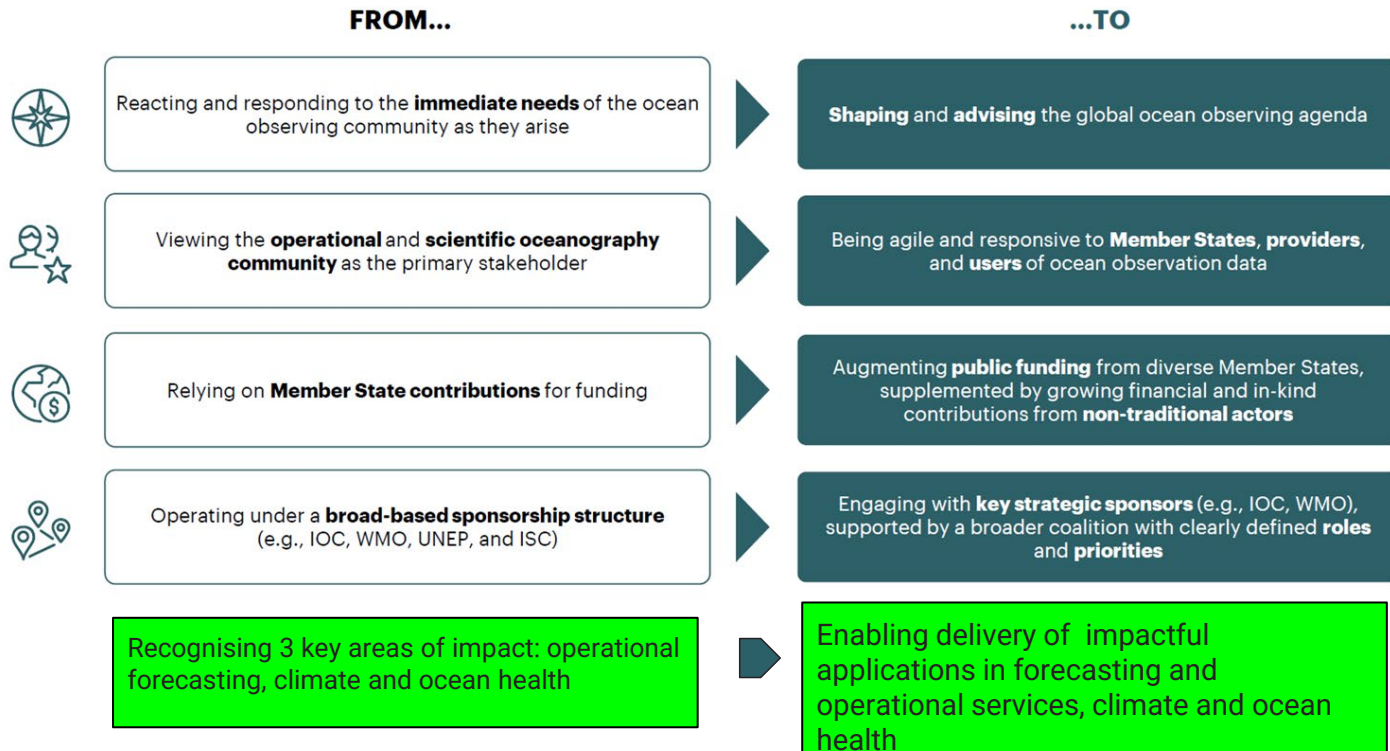 FROM...
...TO
Reacting and responding to the immediate needs of the ocean
observing community as they arise
Shaping and advising the global ocean observing agenda
Viewing the operational and scientific oceanography
community as the primary stakeholder
Being agile and responsive to Member States, providers,
and users of ocean observation data
Relying on Member State contributions for funding
Augmenting public funding from diverse Member States,
supplemented by growing financial and in-kind
contributions from non-traditional actors
Operating under a broad-based sponsorship structure
(e.g., IOC, WMO, UNEP, and ISC)
Engaging with key strategic sponsors (e.g., IOC, WMO),
supported by a broader coalition with clearly defined roles
and priorities
Recognising 3 key areas of impact: operational
forecasting, climate and ocean health
Enabling delivery of impactful
applications in forecasting and
operational services, climate and ocean
health